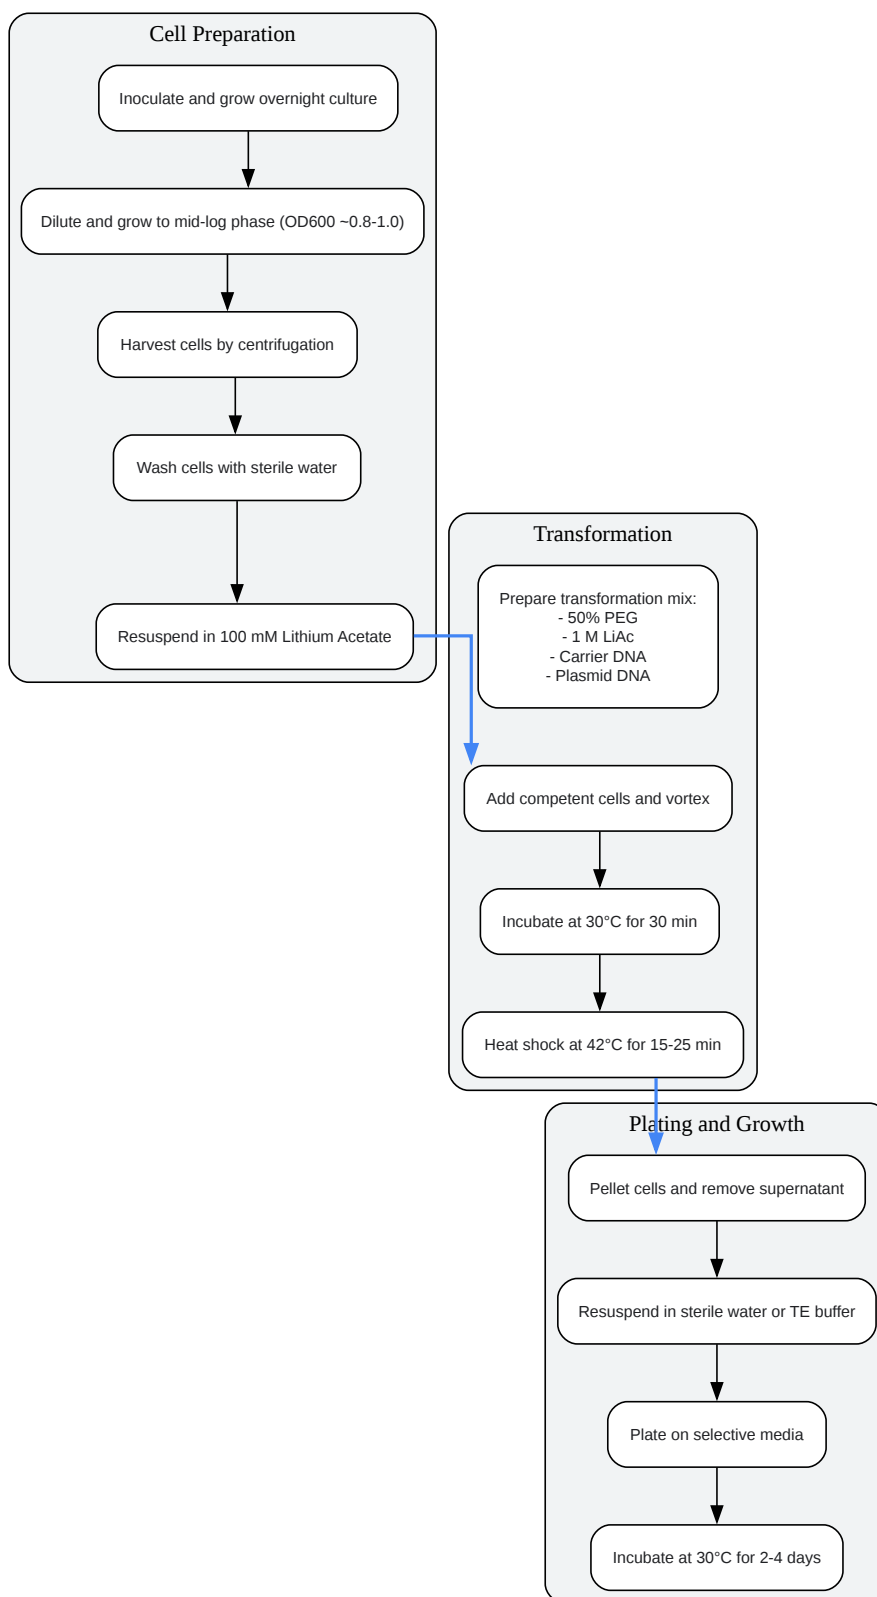 Cell Preparation
Inoculate and grow overnight culture
Dilute and grow to mid-log phase (OD600 ~0.8-1.0)
Harvest cells by centrifugation
Wash cells with sterile water
Resuspend in 100 mM Lithium Acetate
Transformation
Prepare transformation mix:
- 50% PEG
- 1 M LiAc
- Carrier DNA
- Plasmid DNA
Add competent cells and vortex
Incubate at 30°C for 30 min
Heat shock at 42°C for 15-25 min
Plating and Growth
Pellet cells and remove supernatant
Resuspend in sterile water or TE buffer
Plate on selective media
Incubate at 30°C for 2-4 days